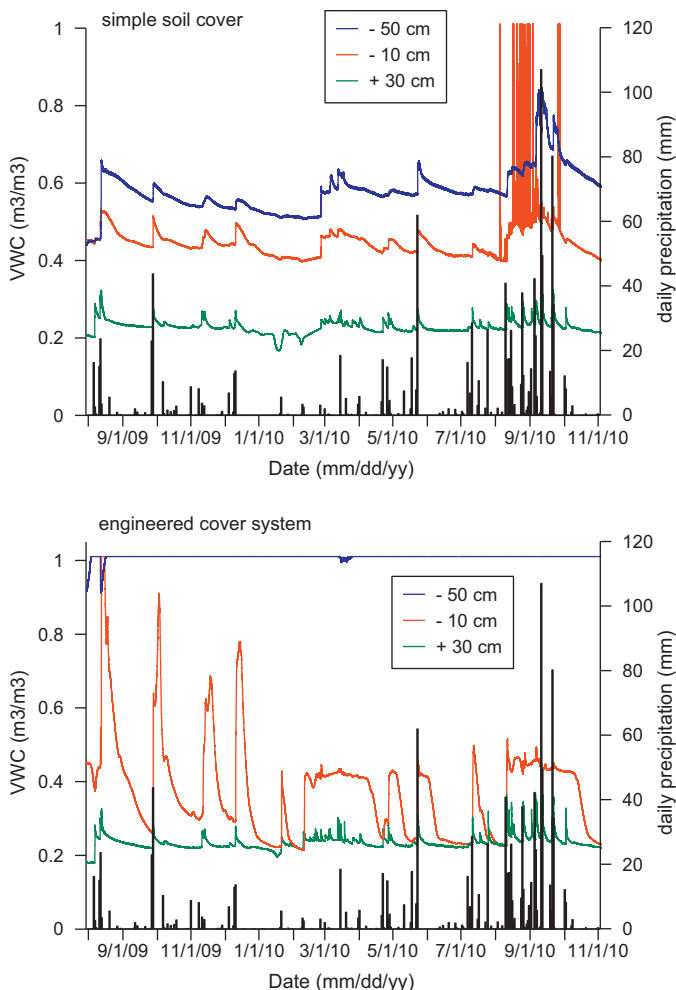 simple soil cover
- 50 cm
- 10 cm
+ 30 cm
1
0.8
0.6
0.4
0.2
0
VWC (m3/m3)
120
100
80
60
40
20
0
daily precipitation (mm)
9/1/09 11/1/09 1/1/10 3/1/10 5/1/10 7/1/10 9/1/10 11/1/10
Date (mm/dd/yy)
engineered cover system
- 50 cm
- 10 cm
+ 30 cm
1
0.8
0.6
0.4
0.2
0
VWC (m3/m3)
120
100
80
60
40
20
0
daily precipitation (mm)
9/1/09 11/1/09 1/1/10 3/1/10 5/1/10 7/1/10 9/1/10 11/1/10
Date (mm/dd/yy)